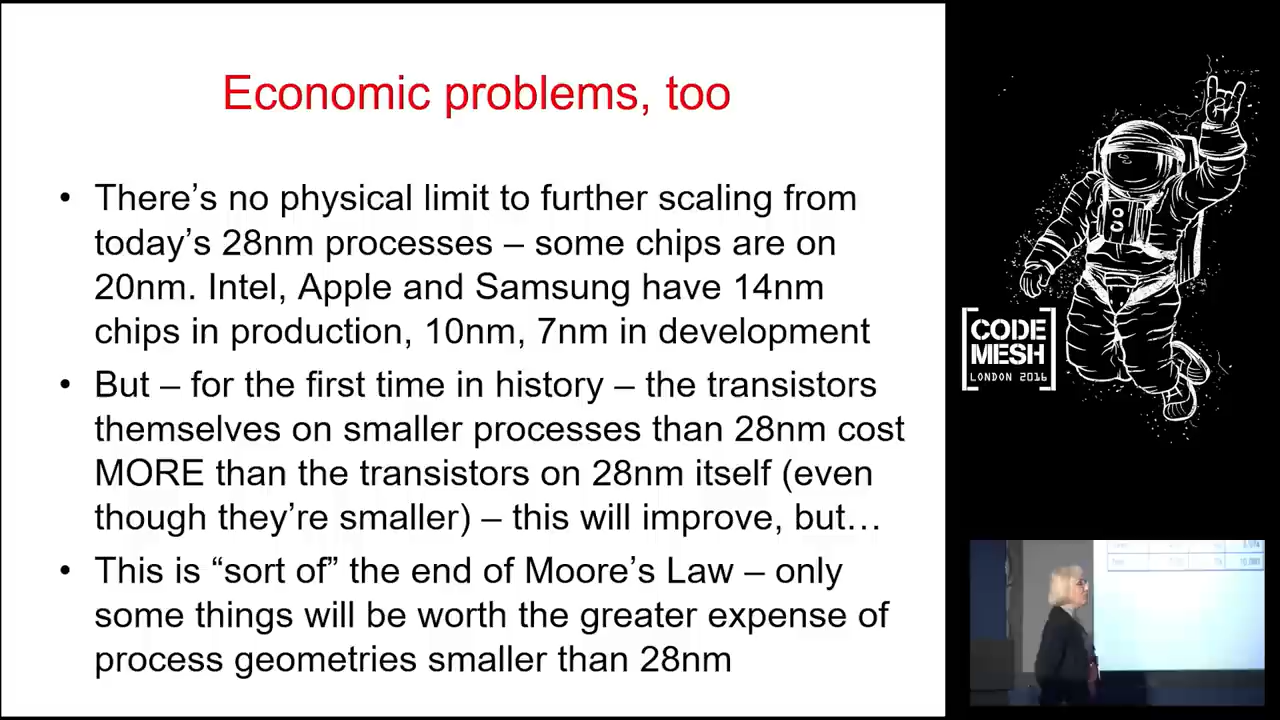 Economic problems, too
• There’s no physical limit to further scaling from
today’s 28nm processes – some chips are on
20nm. Intel, Apple and Samsung have 14nm
chips in production, 10nm, 7nm in development
• But – for the first time in history – the transistors
themselves on smaller processes than 28nm cost
MORE than the transistors on 28nm itself (even
though they’re smaller) – this will improve, but…
• This is “sort of” the end of Moore’s Law – only
some things will be worth the greater expense of
process geometries smaller than 28nm
CODE
MESH
LONDON 2016